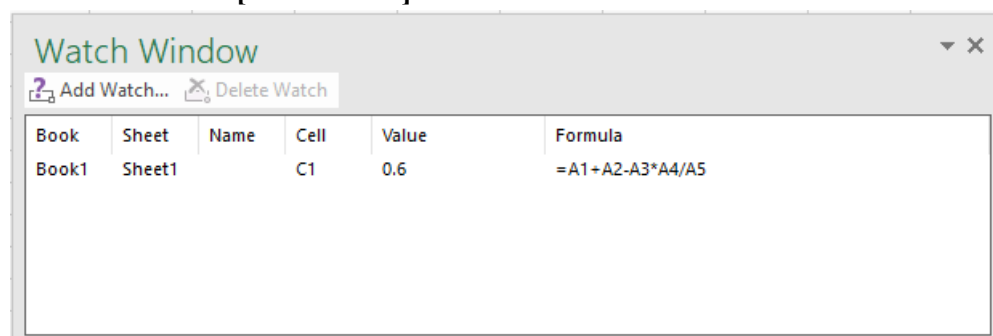 Watch Window
Add Watch... Delete Watch
Book Sheet Name Cell Value Formula
Book1 Sheet1 C1 0.6 =A1+A2-A3*A4/A5